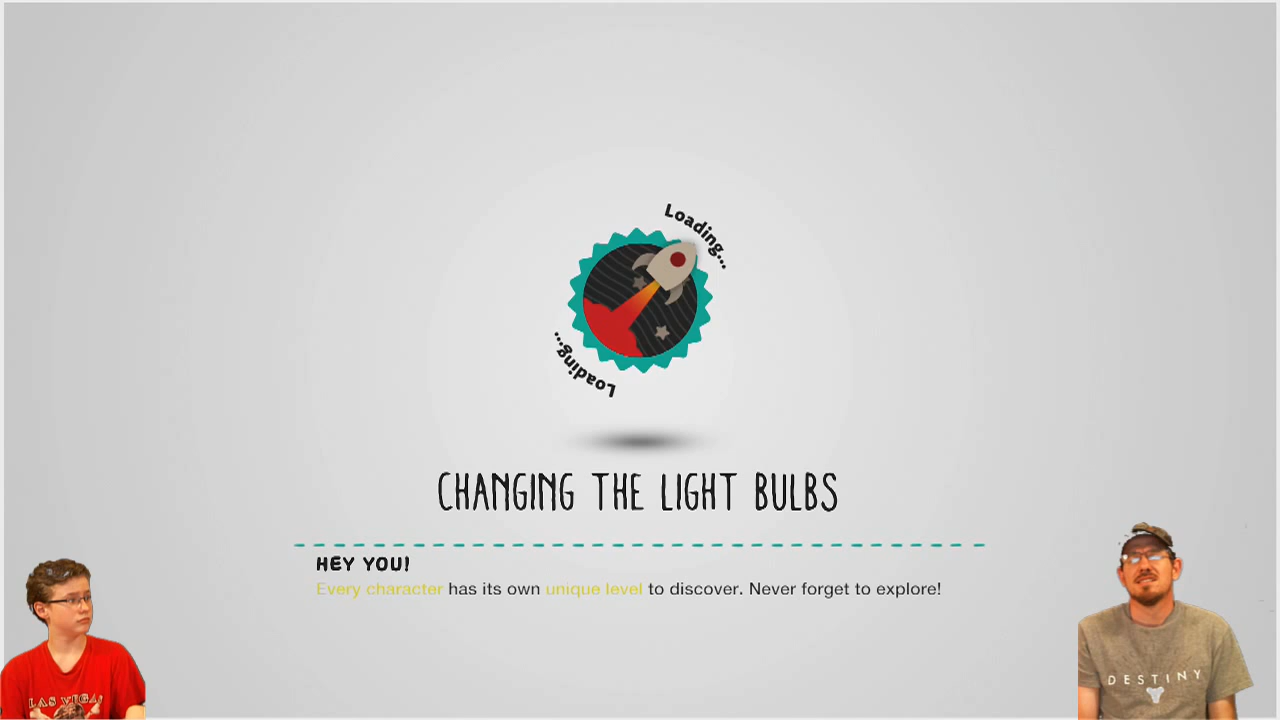 Loading...
Loading...
CHANGING THE LIGHT BULBS
HEY YOU!
Every character has its own unique level to discover. Never forget to explore!
LAS VEGAS
DESTINY